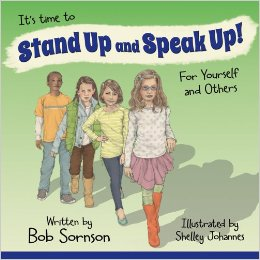 It's time to
Stand Up and Speak Up!
For Yourself
and Others
Written by
Bob Sornson
Illustrated by
Shelley Johannes